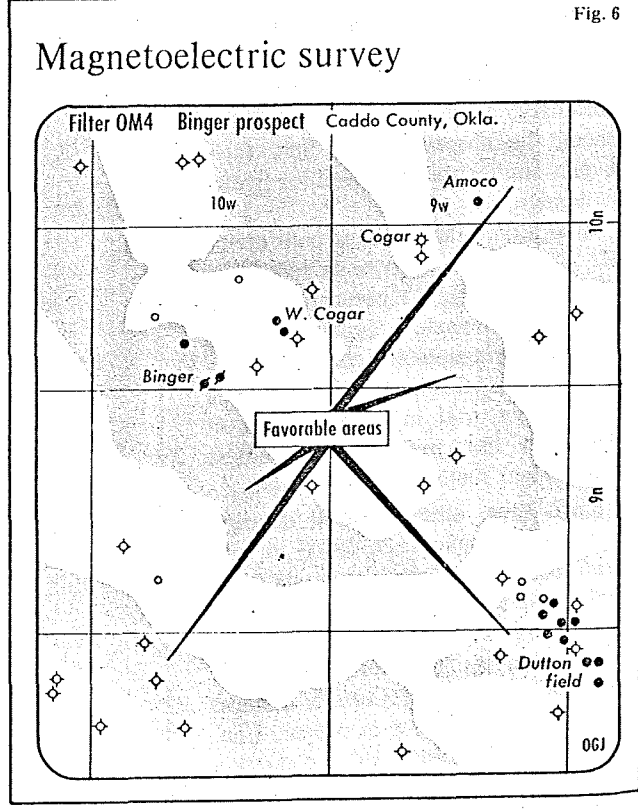 Fig. 6
Magnetoelectric survey
Filter OM4 Binger prospect Caddo County, Okla.
Amoco
10w
9w
10n
Cogar
W. Cogar
Binger
Favorable areas
9n
Dutton
field
OGJ